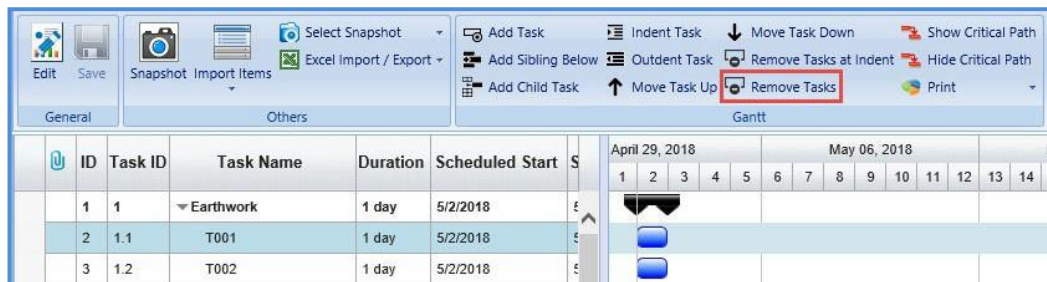 Edit
Save
General
Snapshot
Import Items
Select Snapshot
Excel Import / Export
Others
Add Task
Add Sibling Below
Add Child Task
Indent Task
Outdent Task
Move Task Up
Move Task Down
Remove Tasks at Indent
Remove Tasks
Show Critical Path
Hide Critical Path
Print
Gantt
ID Task ID Task Name Duration Scheduled Start S
April 29, 2018 May 06, 2018
1 2 3 4 5 6 7 8 9 10 11 12 13 14
1 1 Earthwork 1 day 5/2/2018
2 1.1 T001 1 day 5/2/2018
3 1.2 T002 1 day 5/2/2018